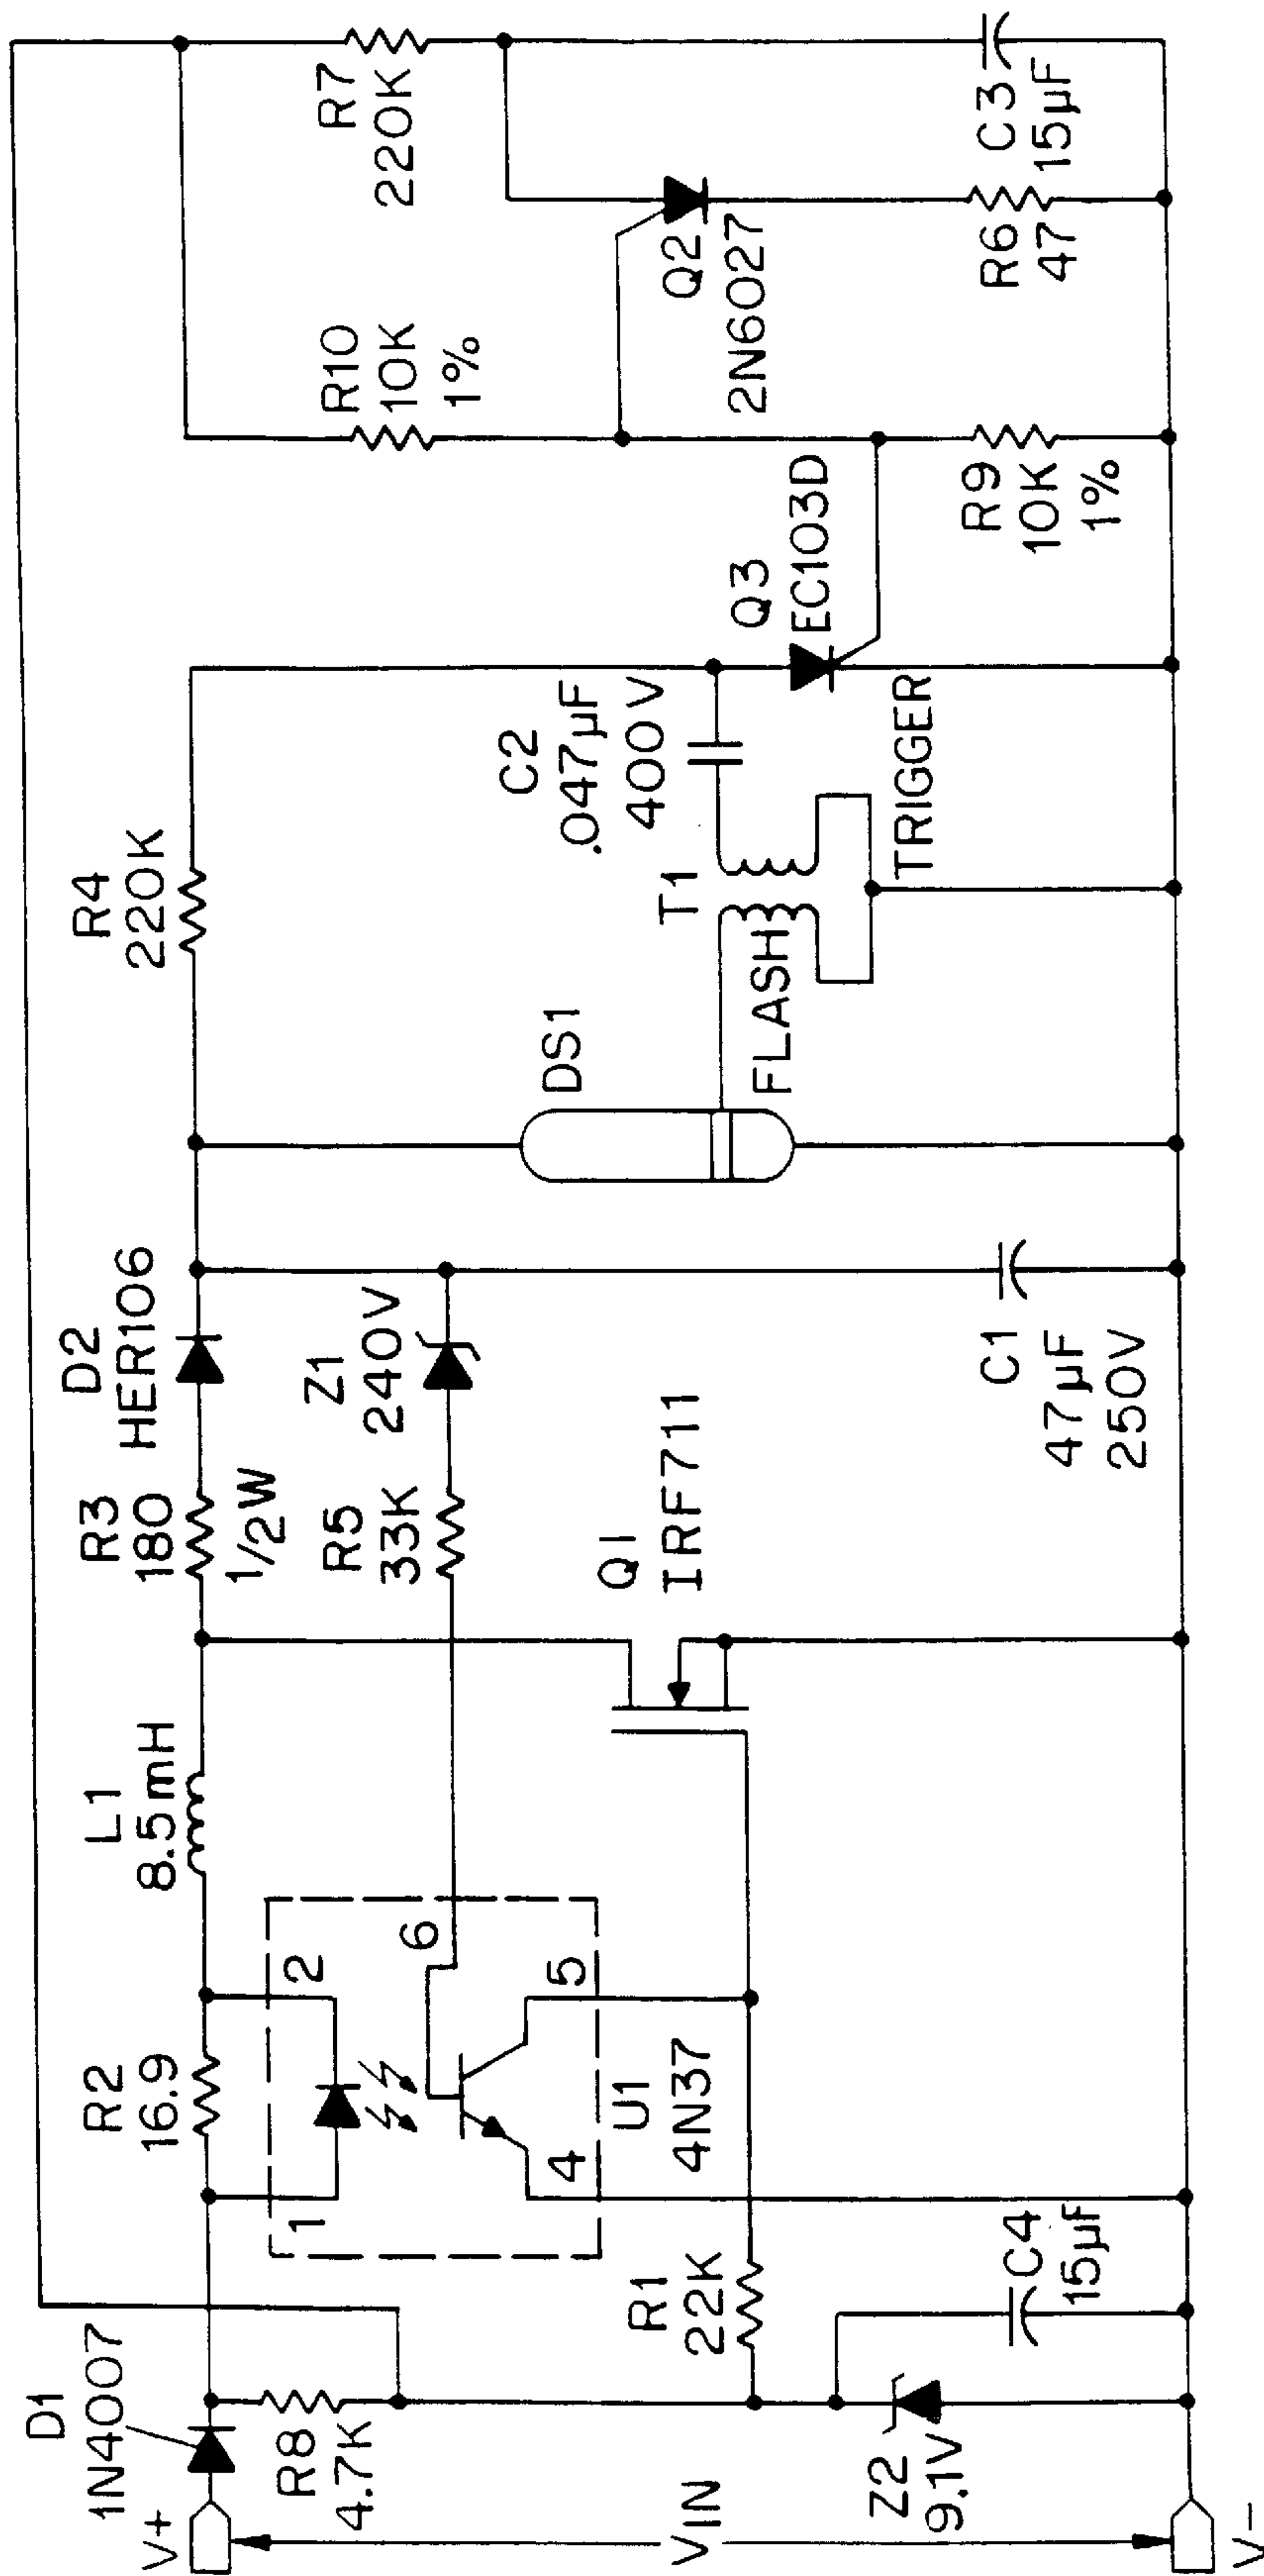 V+
VIN
V-
D1
1N4007
R8
4.7K
Z2
9.1V
C4
15µF
R1
22K
R2
16.9
1
2
6
5
4
U1
4N37
L1
8.5mH
R3
180
1/2W
D2
HER106
R5
33K
Z1
240V
Q1
IRF711
C1
47µF
250V
DS1
FLASH
T1
TRIGGER
R4
220K
C2
.047µF
400V
Q3
EC103D
R10
10K
1%
R9
10K
1%
Q2
2N6027
R7
220K
R6
47
C3
15µF